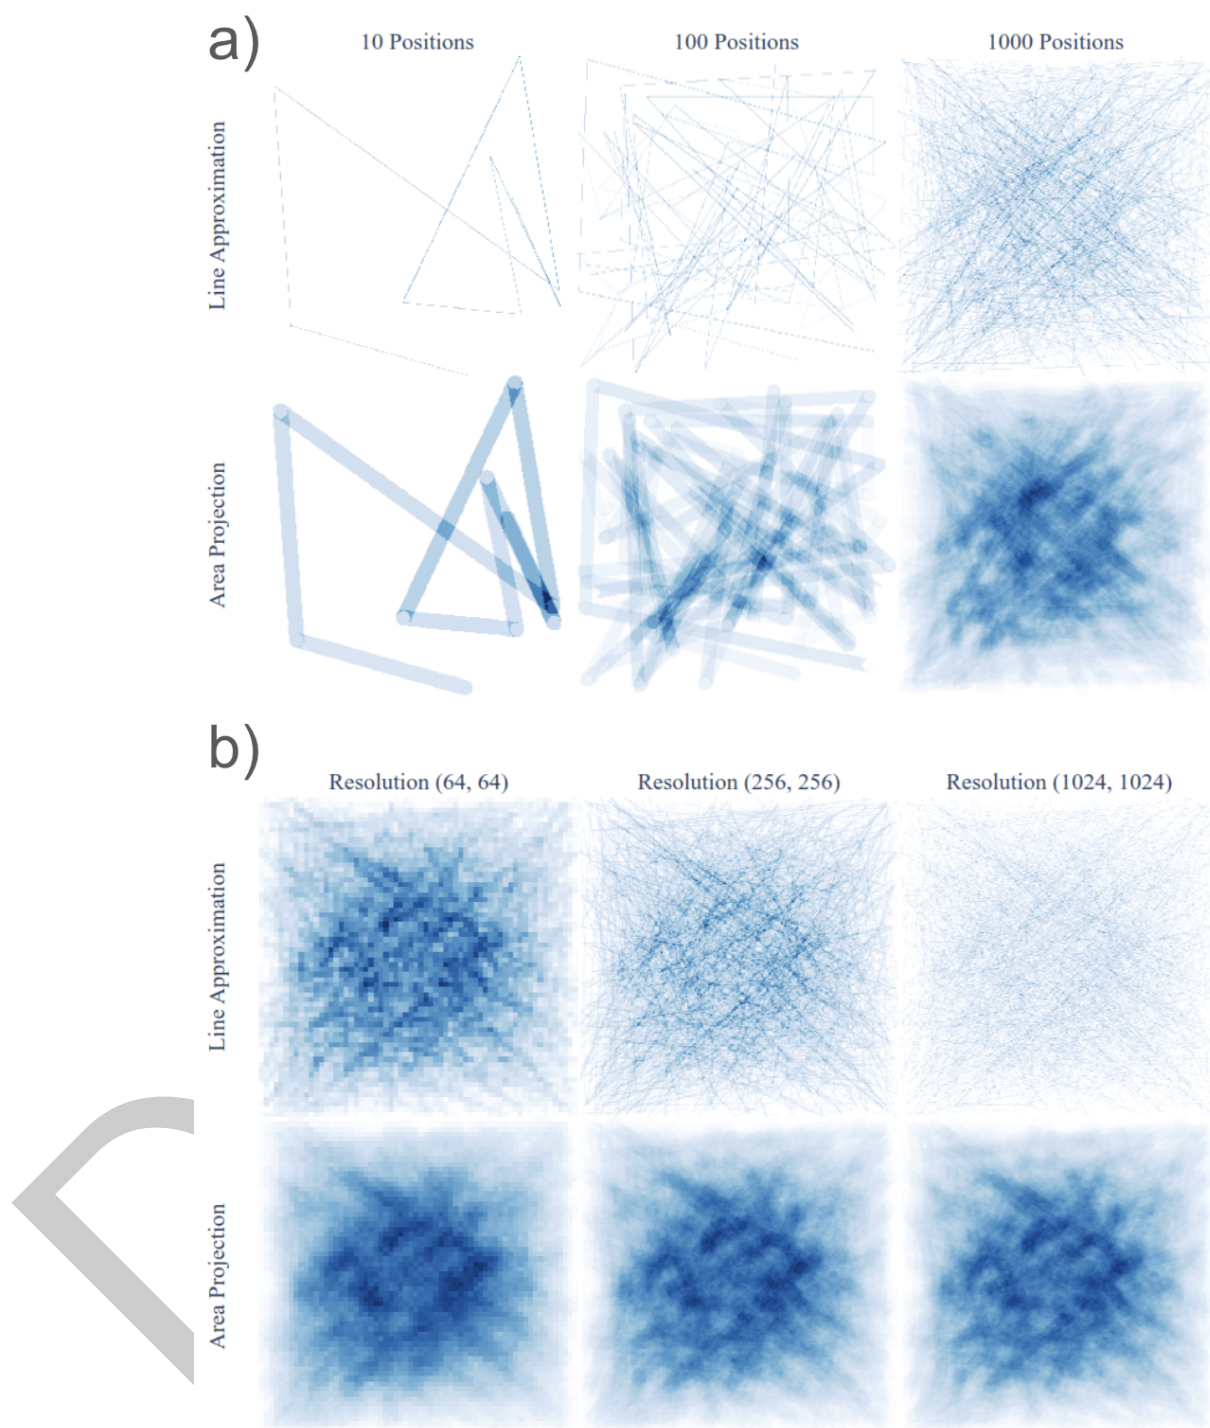 a)
10 Positions
100 Positions
1000 Positions
Line Approximation
Area Projection
b)
Resolution (64, 64)
Resolution (256, 256)
Resolution (1024, 1024)
Line Approximation
Area Projection